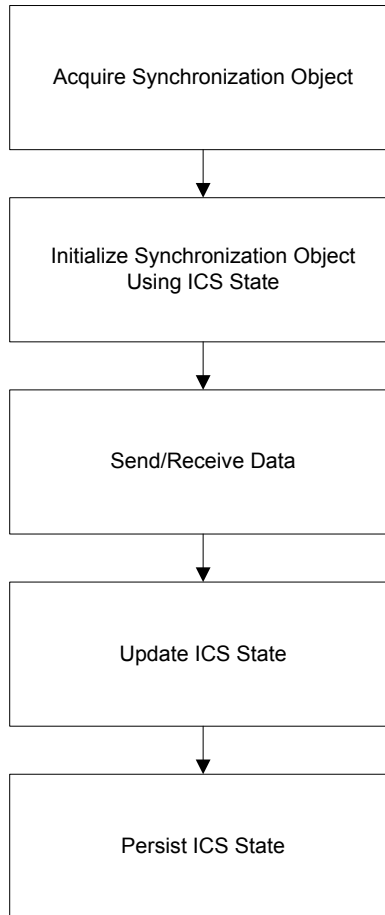 Acquire Synchronization Object
Initialize Synchronization Object
Using ICS State
Send/Receive Data
Update ICS State
Persist ICS State